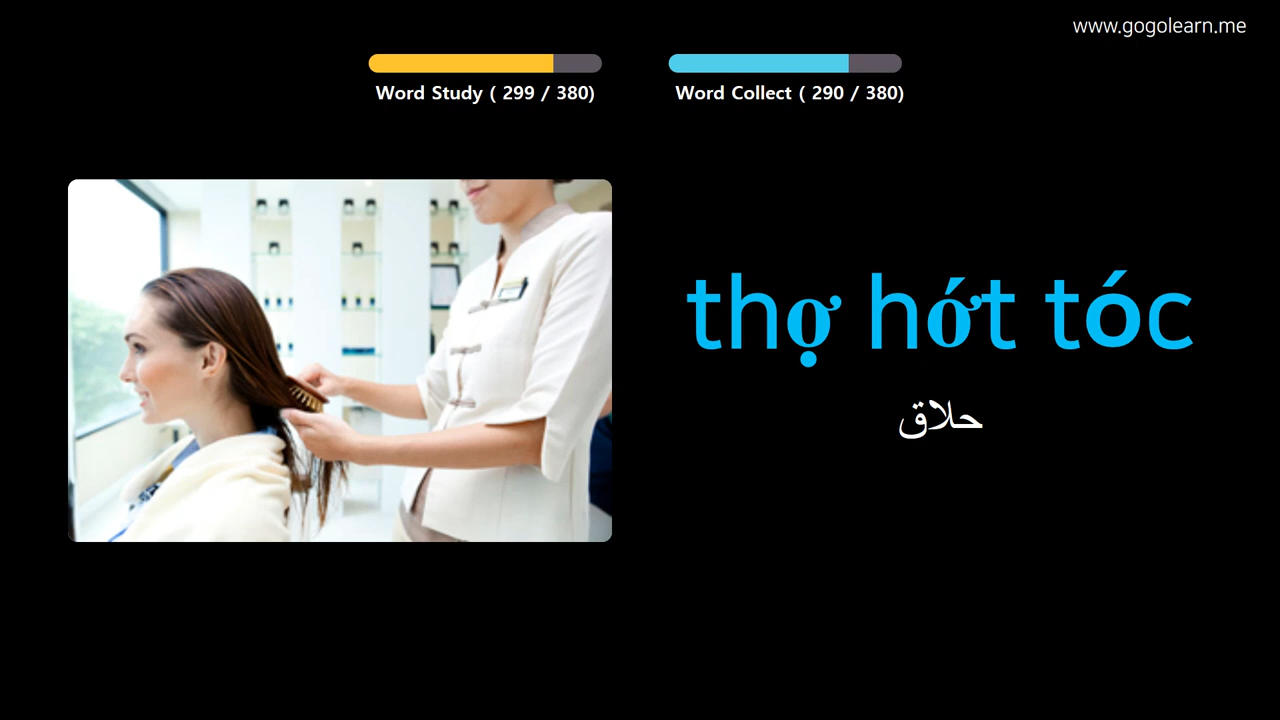 www.gogolearn.me
Word Study ( 299 / 380)
Word Collect ( 290 / 380)
thợ hớt tóc
حلاق